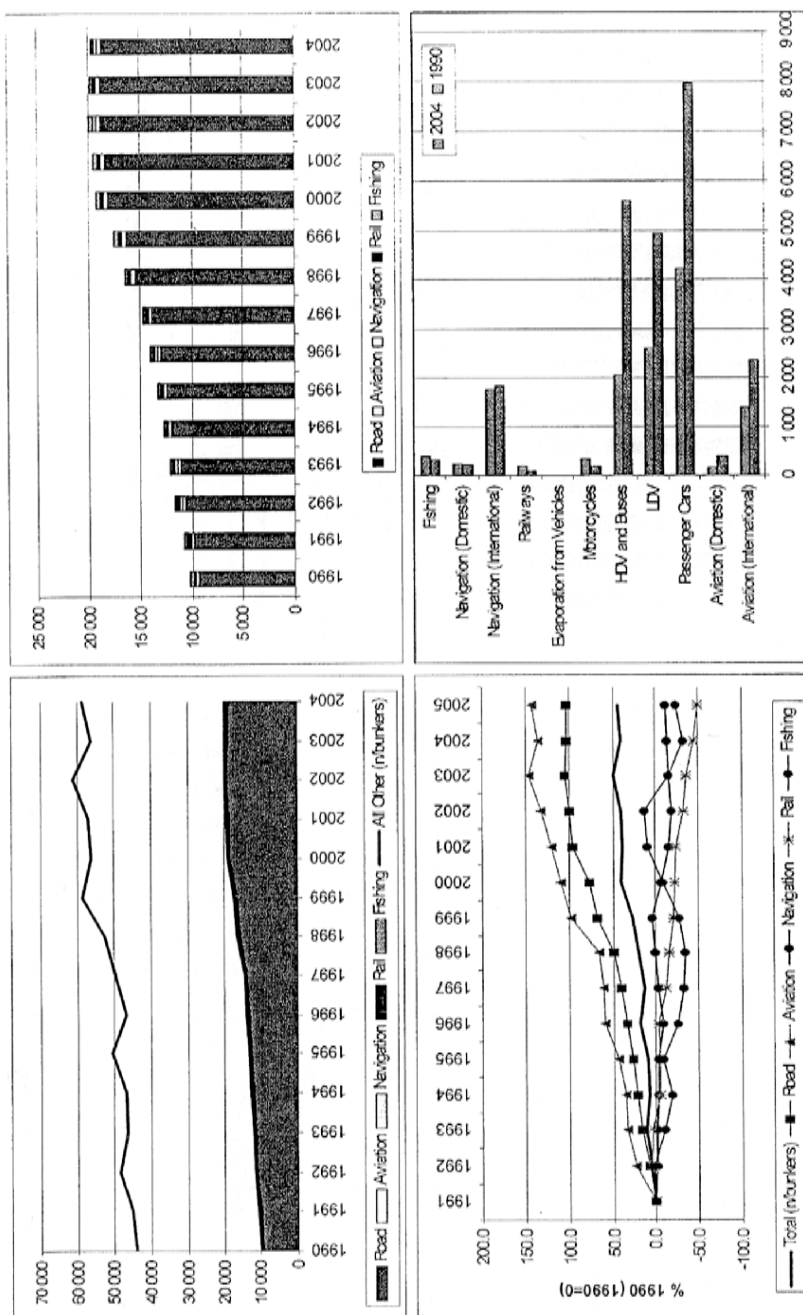 70 000
60 000
50 000
40 000
30 000
20 000
10 000
0
1990 1991 1992 1993 1994 1995 1996 1997 1998 1999 2000 2001 2002 2003 2004
Road Aviation Navigation Rail Fishing All Other (n/bunkers)
25 000
20 000
15 000
10 000
5 000
0
1990 1991 1992 1993 1994 1995 1996 1997 1998 1999 2000 2001 2002 2003 2004
Road Aviation Navigation Rail Fishing
% 1990 (1990=0)
200.0
150.0
100.0
50.0
0.0
-50.0
-100.0
1991 1992 1993 1994 1995 1996 1997 1998 1999 2000 2001 2002 2003 2004 2005
Total (n/bunkers) Road Aviation Navigation Rail Fishing
Fishing
Navigation (Domestic)
Navigation (International)
Railways
Evaporation from Vehicles
Motorcycles
HDV and Buses
LDV
Passenger Cars
Aviation (Domestic)
Aviation (International)
2004 1990
0 1 000 2 000 3 000 4 000 5 000 6 000 7 000 8 000 9 000